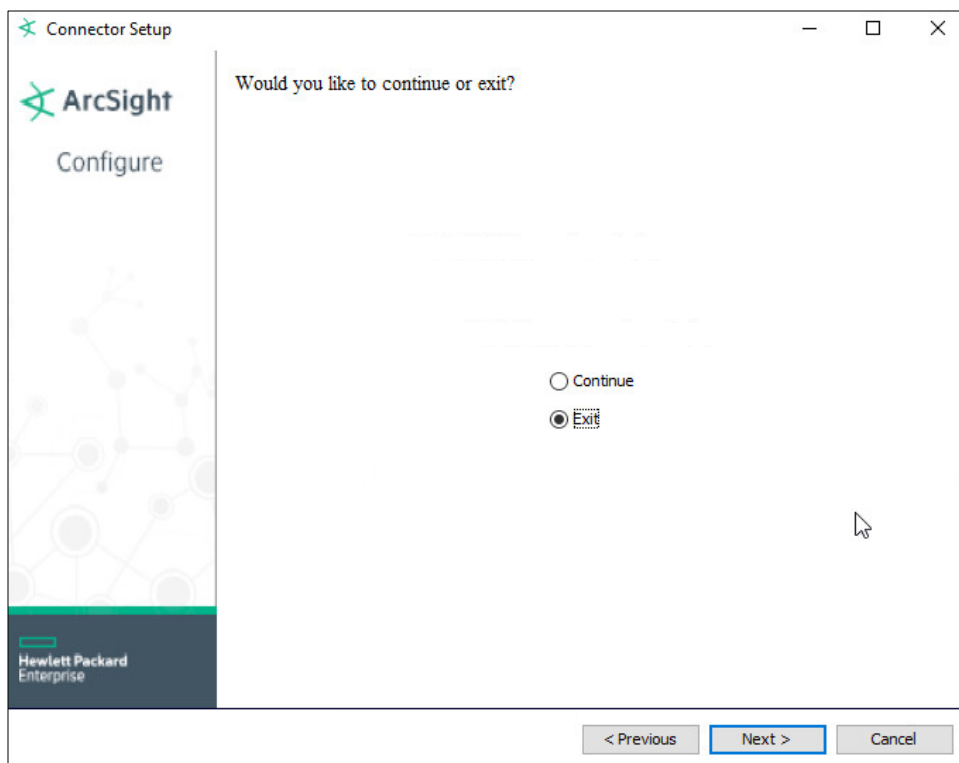 Connector Setup
ArcSight
Configure
Would you like to continue or exit?
Continue
Exit
Hewlett Packard
Enterprise
< Previous
Next >
Cancel